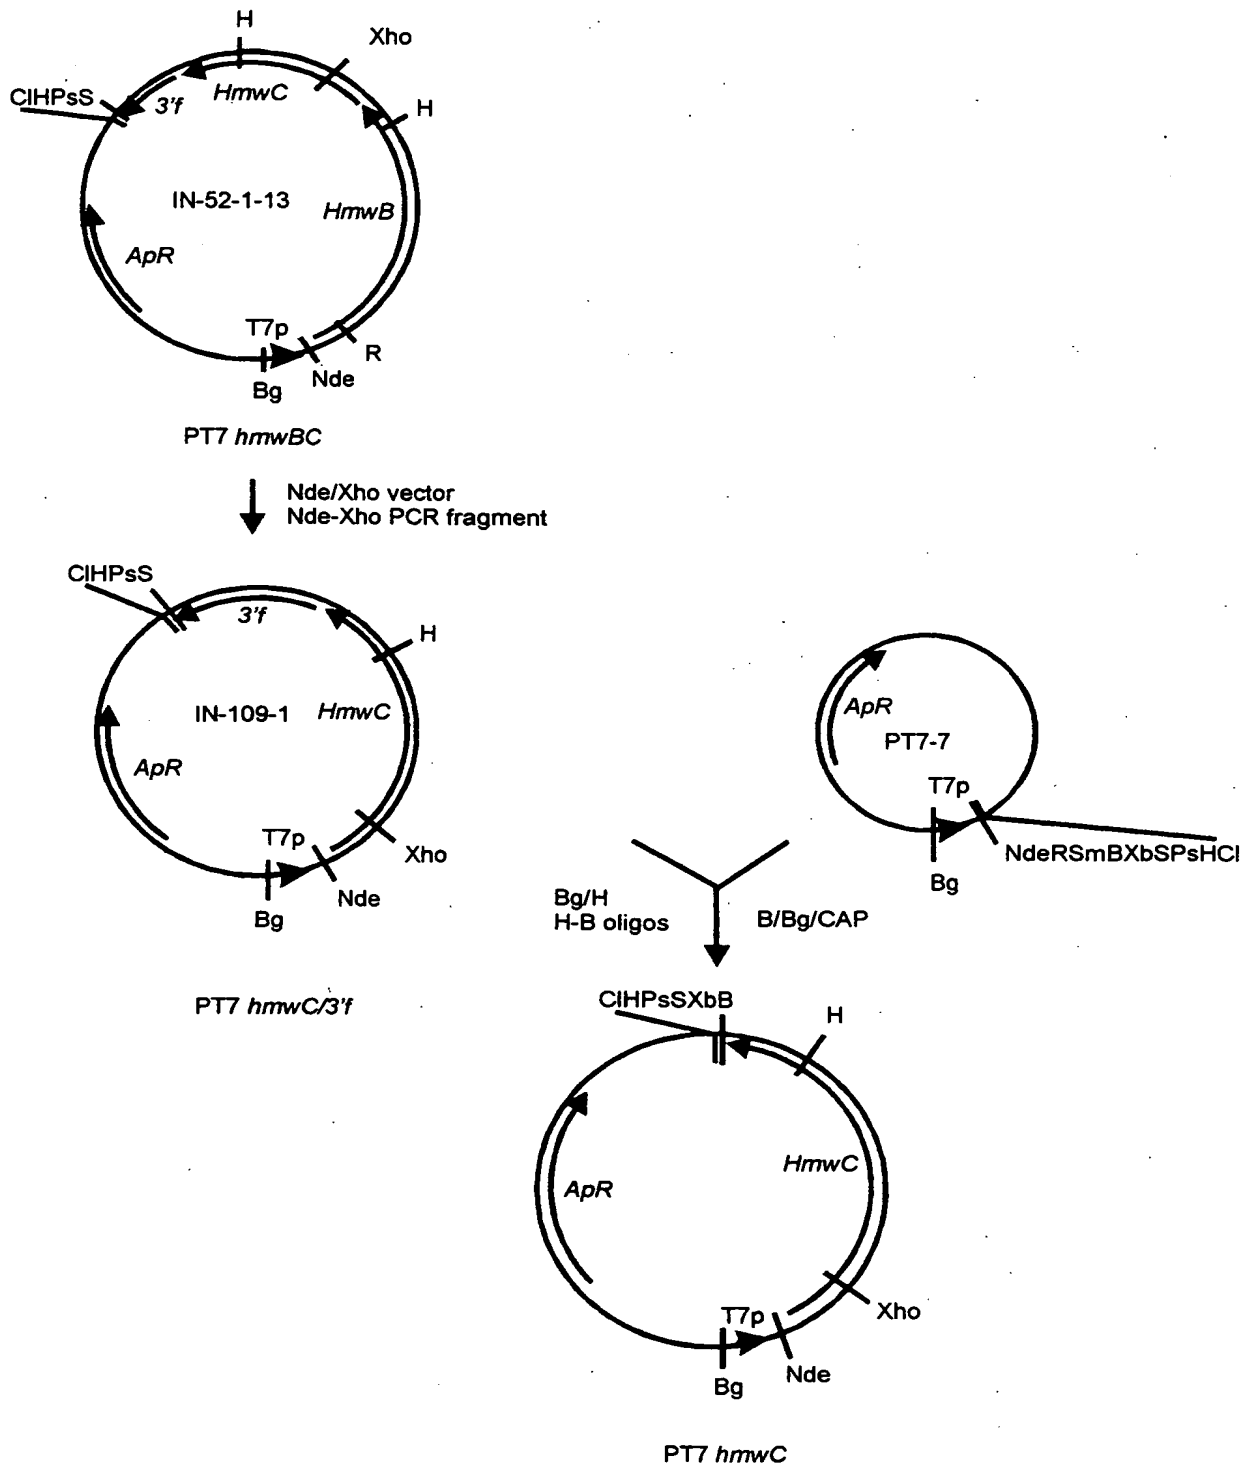 H
Xho
ClHPsS
3'f
HmwC
H
IN-52-1-13
HmwB
ApR
T7p
R
Nde
Bg
PT7 hmwBC
Nde/Xho vector
Nde-Xho PCR fragment
ClHPsS
3'f
H
IN-109-1
HmwC
ApR
T7p
Xho
Nde
Bg
PT7 hmwC/3'f
ApR
PT7-7
T7p
NdeRSmBXbSPsHCl
Bg
Bg/H
H-B oligos
B/Bg/CAP
ClHPsSXbB
H
HmwC
ApR
T7p
Xho
Nde
Bg
PT7 hmwC